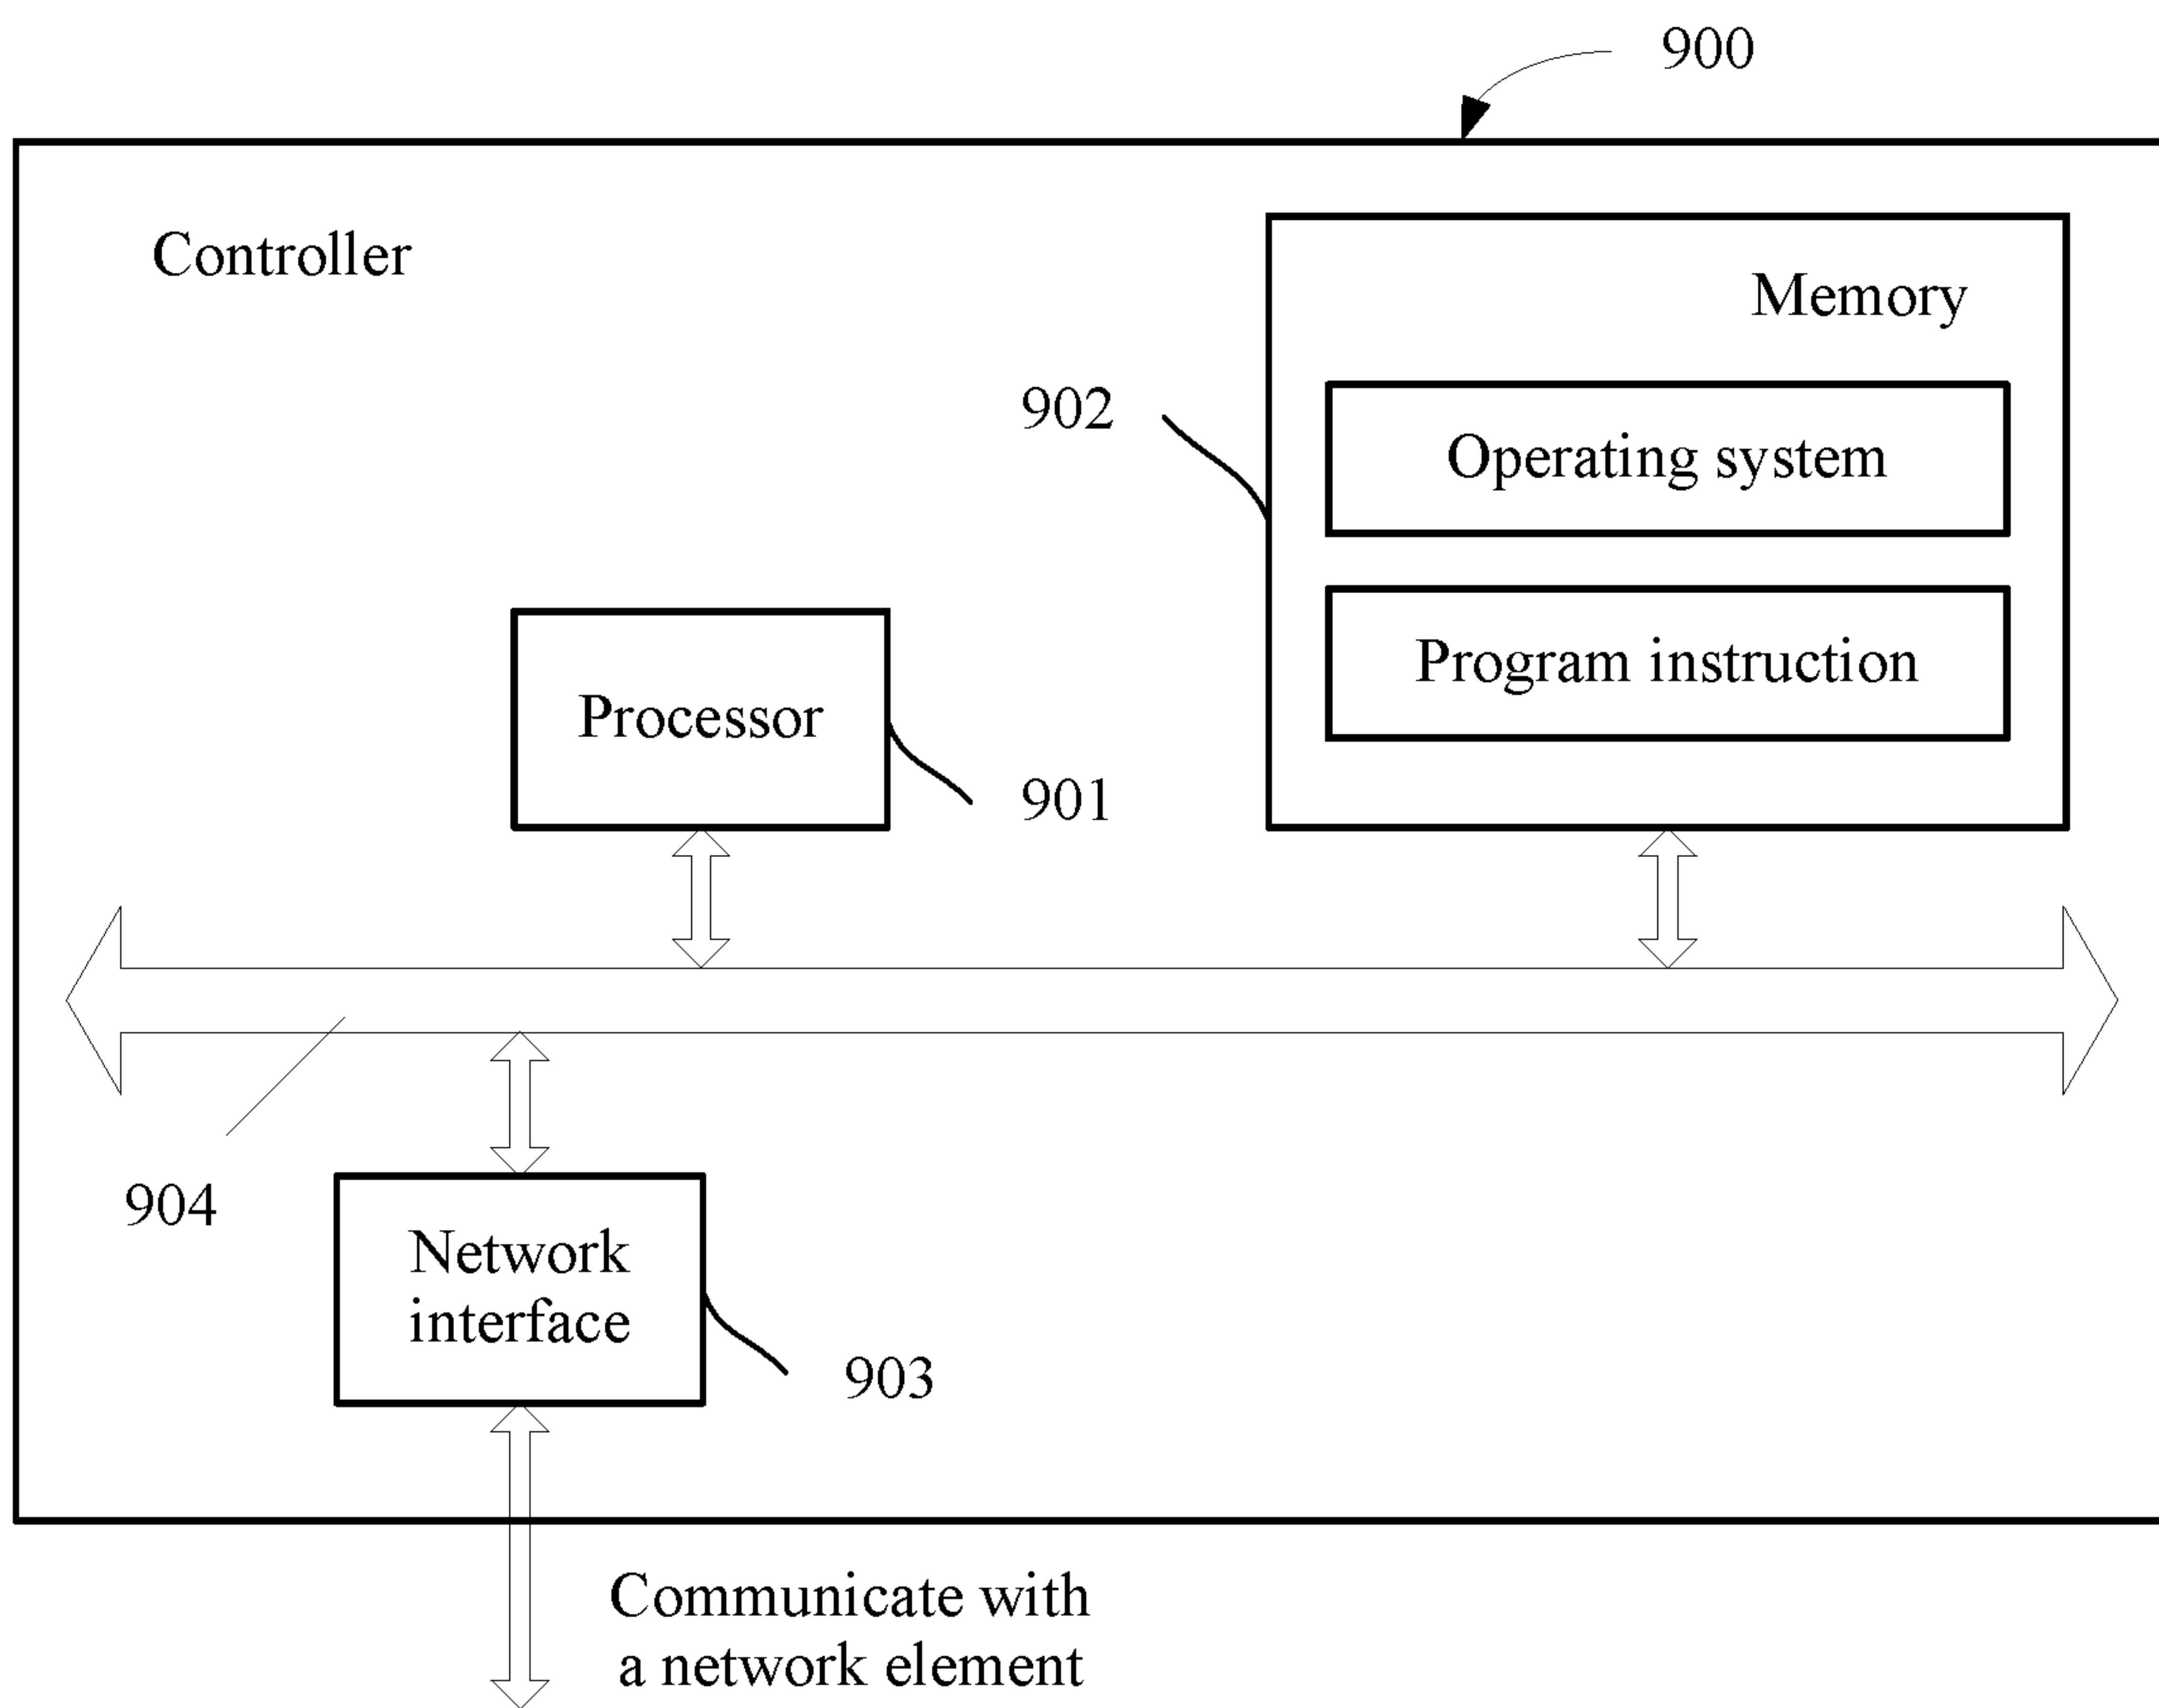 900
Controller
Memory
902
Operating system
Program instruction
Processor
901
904
Network
interface
903
Communicate with
a network element